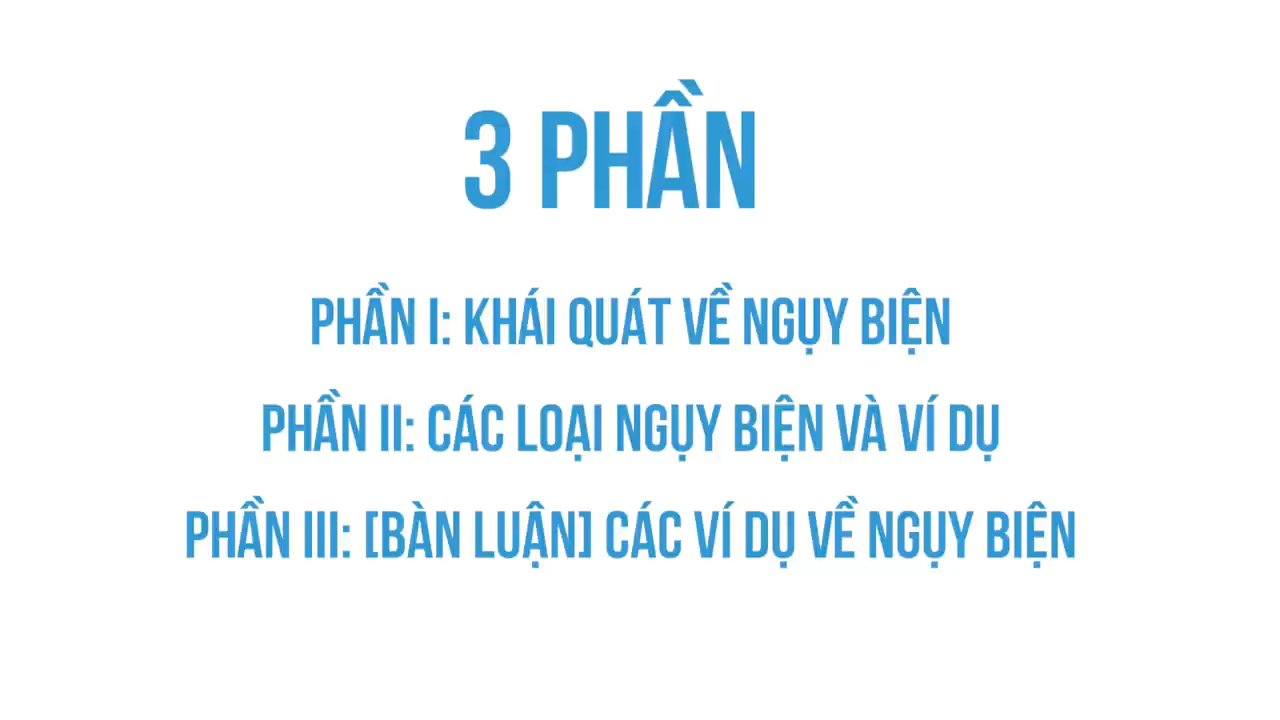 3 PHẦN
PHẦN I: KHÁI QUÁT VỀ NGỤY BIỆN
PHẦN II: CÁC LOẠI NGỤY BIỆN VÀ VÍ DỤ
PHẦN III: [BÀN LUẬN] CÁC VÍ DỤ VỀ NGỤY BIỆN